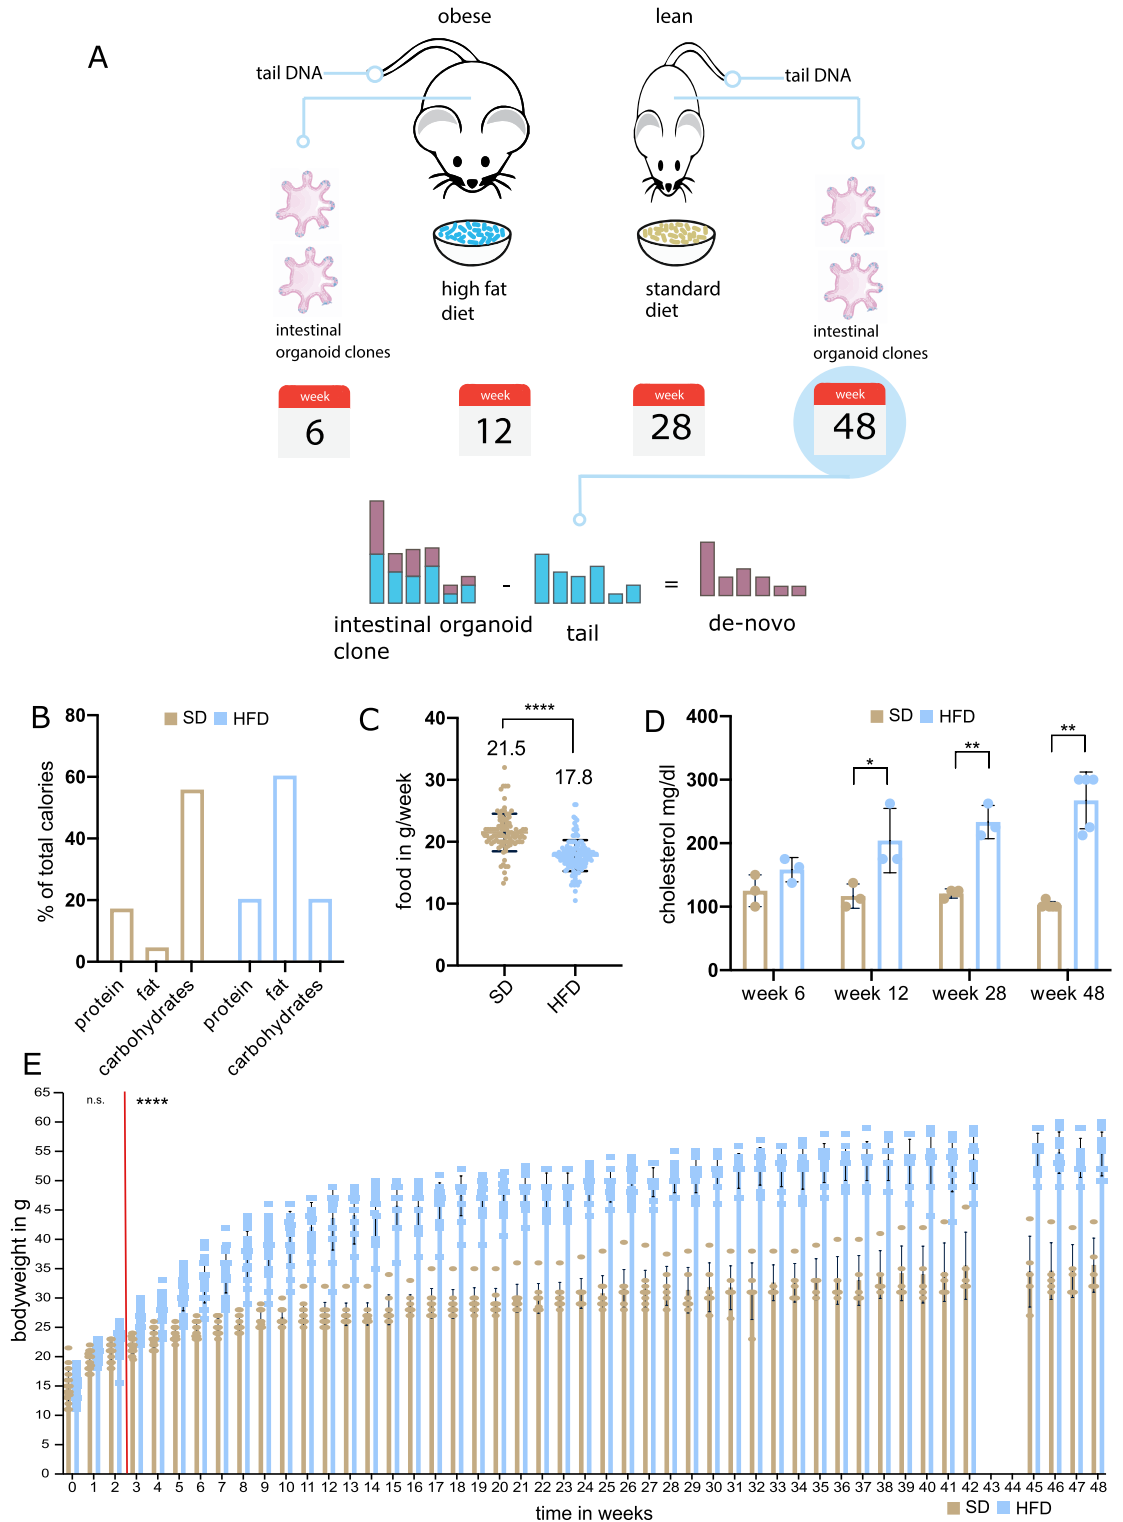 A
obese
lean
tail DNA
tail DNA
high fat
diet
standard
diet
intestinal
organoid clones
intestinal
organoid clones
week
6
week
12
week
28
week
48
-
=
intestinal organoid
clone
tail
de-novo
B
SD
HFD
% of total calories
80
60
40
20
0
protein
fat
carbohydrates
protein
fat
carbohydrates
C
****
21.5
17.8
food in g/week
40
30
20
10
0
SD
HFD
D
SD
HFD
cholesterol mg/dl
400
300
200
100
0
*
**
**
week 6
week 12
week 28
week 48
E
n.s.
****
bodyweight in g
65
60
55
50
45
40
35
30
25
20
15
10
5
0
0 1 2 3 4 5 6 7 8 9 10 11 12 13 14 15 16 17 18 19 20 21 22 23 24 25 26 27 28 29 30 31 32 33 34 35 36 37 38 39 40 41 42 43 44 45 46 47 48
time in weeks
SD
HFD